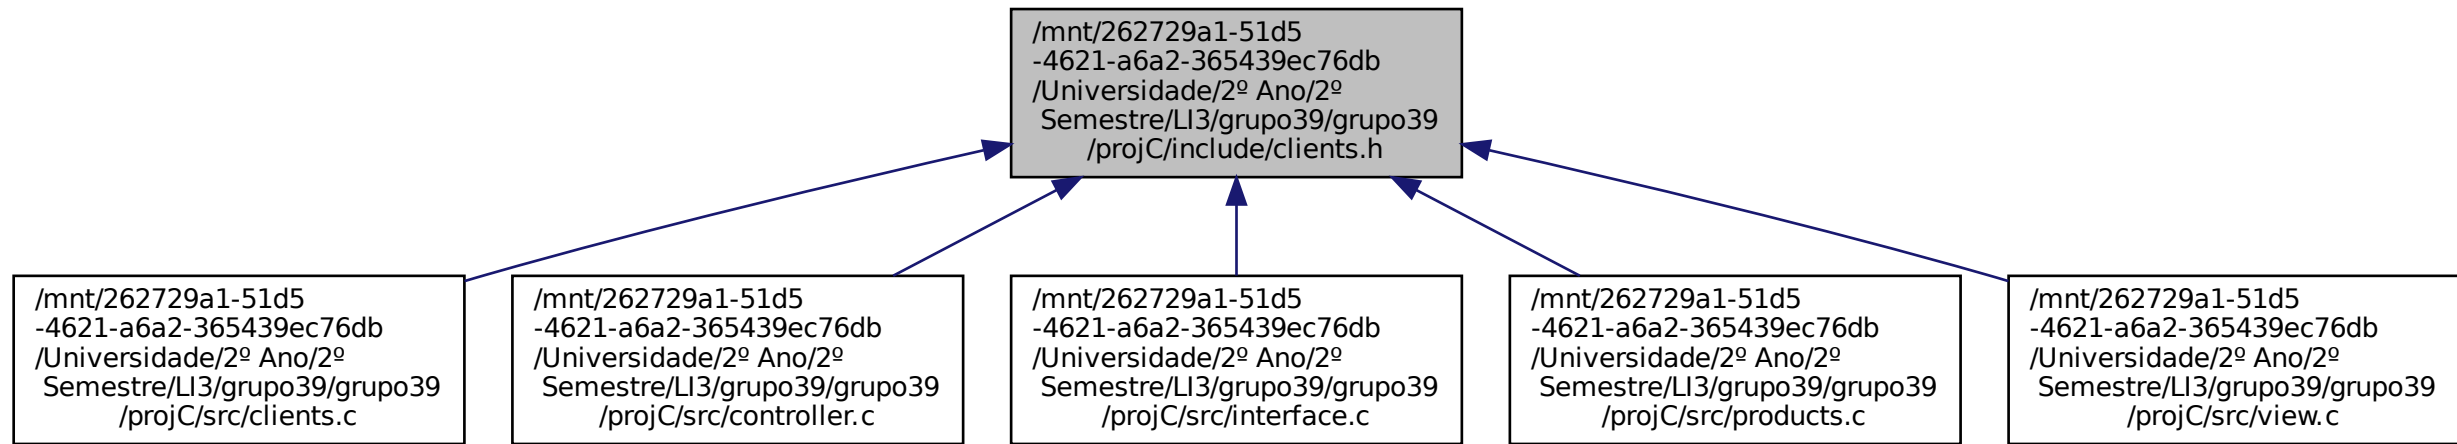 /mnt/262729a1-51d5
-4621-a6a2-365439ec76db
/Universidade/2º Ano/2º
Semestre/LI3/grupo39/grupo39
/projC/include/clients.h
/mnt/262729a1-51d5
-4621-a6a2-365439ec76db
/Universidade/2º Ano/2º
Semestre/LI3/grupo39/grupo39
/projC/src/clients.c
/mnt/262729a1-51d5
-4621-a6a2-365439ec76db
/Universidade/2º Ano/2º
Semestre/LI3/grupo39/grupo39
/projC/src/controller.c
/mnt/262729a1-51d5
-4621-a6a2-365439ec76db
/Universidade/2º Ano/2º
Semestre/LI3/grupo39/grupo39
/projC/src/interface.c
/mnt/262729a1-51d5
-4621-a6a2-365439ec76db
/Universidade/2º Ano/2º
Semestre/LI3/grupo39/grupo39
/projC/src/products.c
/mnt/262729a1-51d5
-4621-a6a2-365439ec76db
/Universidade/2º Ano/2º
Semestre/LI3/grupo39/grupo39
/projC/src/view.c